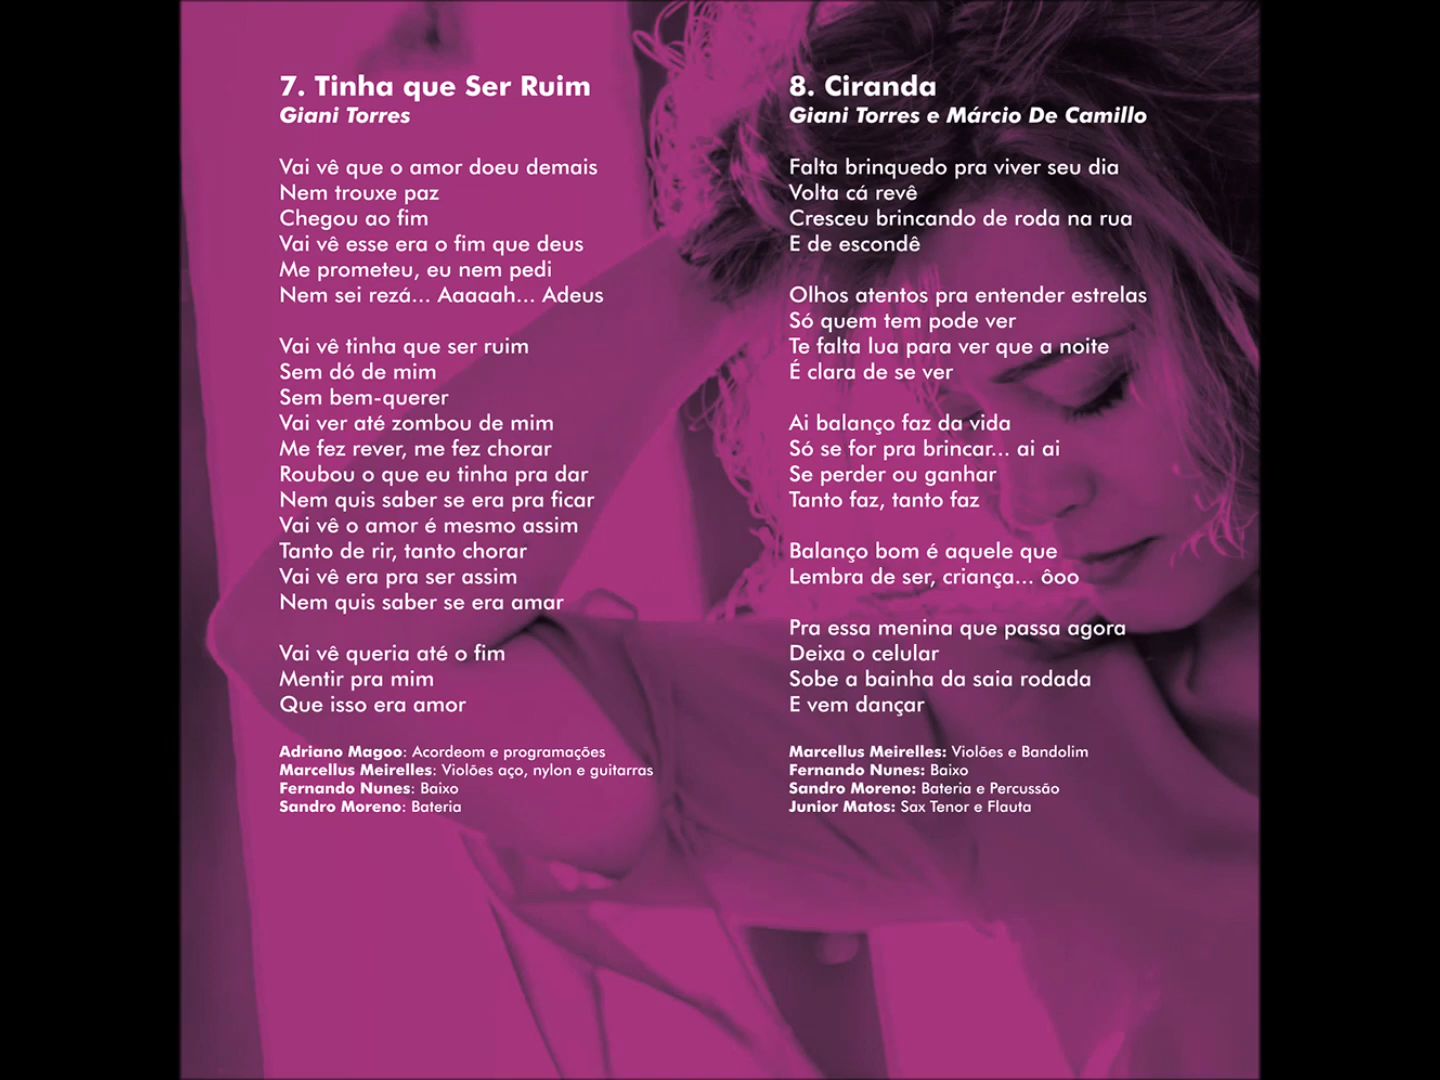 7. Tinha que Ser Ruim
Giani Torres
Vai vê que o amor doeu demais
Nem trouxe paz
Chegou ao fim
Vai vê esse era o fim que deus
Me prometeu, eu nem pedi
Nem sei rezá... Aaaaah... Adeus
Vai vê tinha que ser ruim
Sem dó de mim
Sem bem-querer
Vai ver até zombou de mim
Me fez rever, me fez chorar
Roubou o que eu tinha pra dar
Nem quis saber se era pra ficar
Vai vê o amor é mesmo assim
Tanto de rir, tanto chorar
Vai vê era pra ser assim
Nem quis saber se era amar
Vai vê queria até o fim
Mentir pra mim
Que isso era amor
Adriano Magoo: Acordeom e programações
Marcellus Meirelles: Violões aço, nylon e guitarras
Fernando Nunes: Baixo
Sandro Moreno: Bateria
8. Ciranda
Giani Torres e Márcio De Camillo
Falta brinquedo pra viver seu dia
Volta cá revê
Cresceu brincando de roda na rua
E de escondê
Olhos atentos pra entender estrelas
Só quem tem pode ver
Te falta lua para ver que a noite
É clara de se ver
Ai balanço faz da vida
Só se for pra brincar... ai ai
Se perder ou ganhar
Tanto faz, tanto faz
Balanço bom é aquele que
Lembra de ser, criança... ôoo
Pra essa menina que passa agora
Deixa o celular
Sobe a bainha da saia rodada
E vem dançar
Marcellus Meirelles: Violões e Bandolim
Fernando Nunes: Baixo
Sandro Moreno: Bateria e Percussão
Junior Matos: Sax Tenor e Flauta